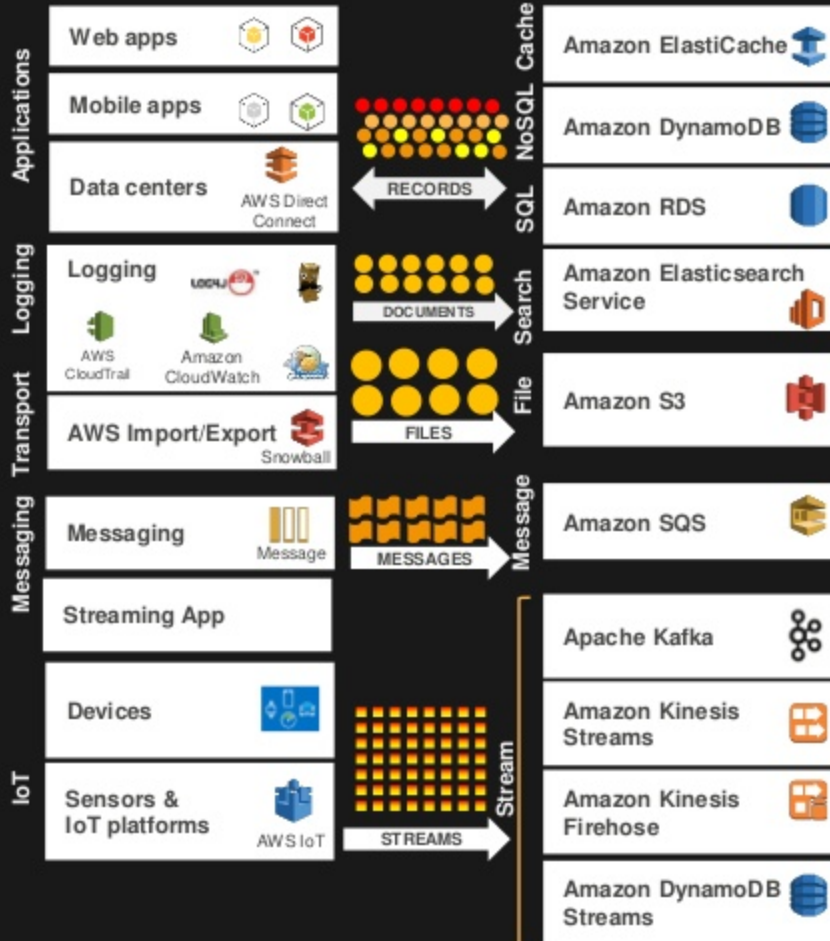 Applications
Web apps
Mobile apps
Data centers
AWS Direct
Connect
RECORDS
Cache
Amazon ElastiCache
NoSQL
Amazon DynamoDB
SQL
Amazon RDS
Logging
Logging
LOG4J
AWS
CloudTrail
Amazon
CloudWatch
DOCUMENTS
Search
Amazon Elasticsearch
Service
Transport
AWS Import/Export
Snowball
FILES
File
Amazon S3
Messaging
Messaging
Message
MESSAGES
Message
Amazon SQS
Streaming App
IoT
Devices
Sensors &
IoT platforms
AWS IoT
STREAMS
Stream
Apache Kafka
Amazon Kinesis
Streams
Amazon Kinesis
Firehose
Amazon DynamoDB
Streams